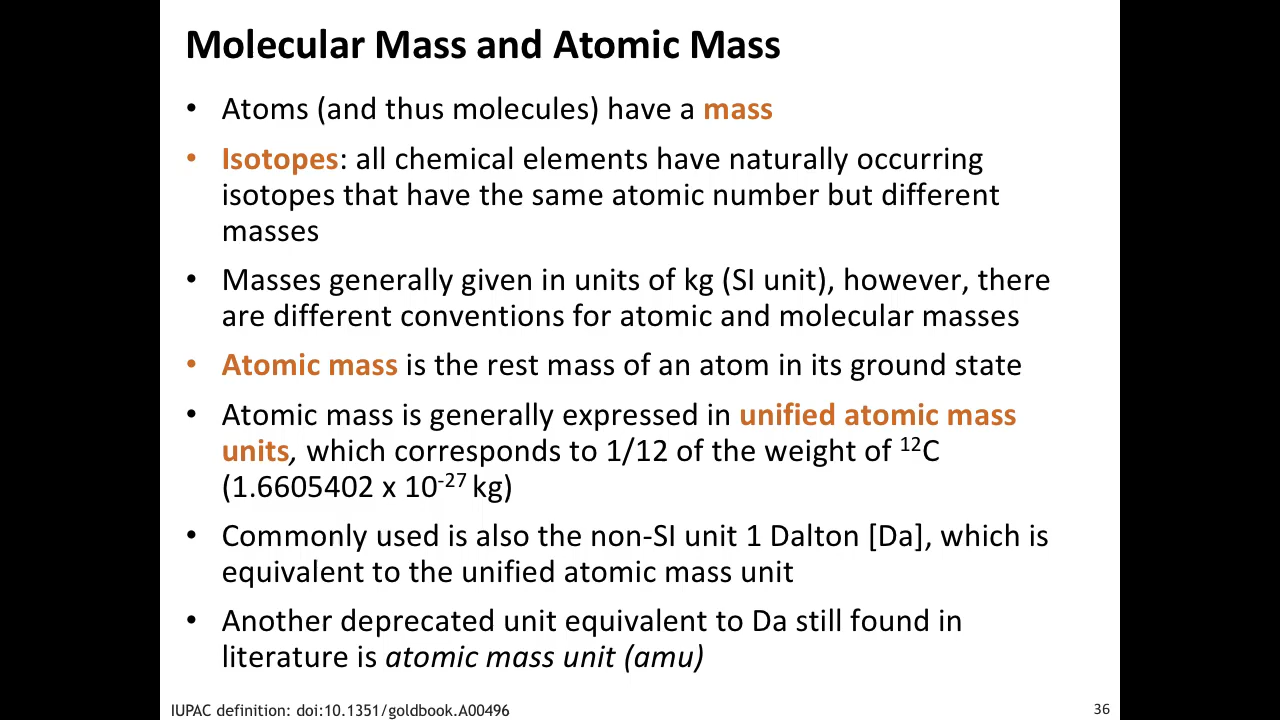 Molecular Mass and Atomic Mass
• Atoms (and thus molecules) have a mass
• Isotopes: all chemical elements have naturally occurring
isotopes that have the same atomic number but different
masses
• Masses generally given in units of kg (SI unit), however, there
are different conventions for atomic and molecular masses
• Atomic mass is the rest mass of an atom in its ground state
• Atomic mass is generally expressed in unified atomic mass
units, which corresponds to 1/12 of the weight of ¹²C
(1.6605402 x 10⁻²⁷ kg)
• Commonly used is also the non-SI unit 1 Dalton [Da], which is
equivalent to the unified atomic mass unit
• Another deprecated unit equivalent to Da still found in
literature is atomic mass unit (amu)
IUPAC definition: doi:10.1351/goldbook.A00496
36